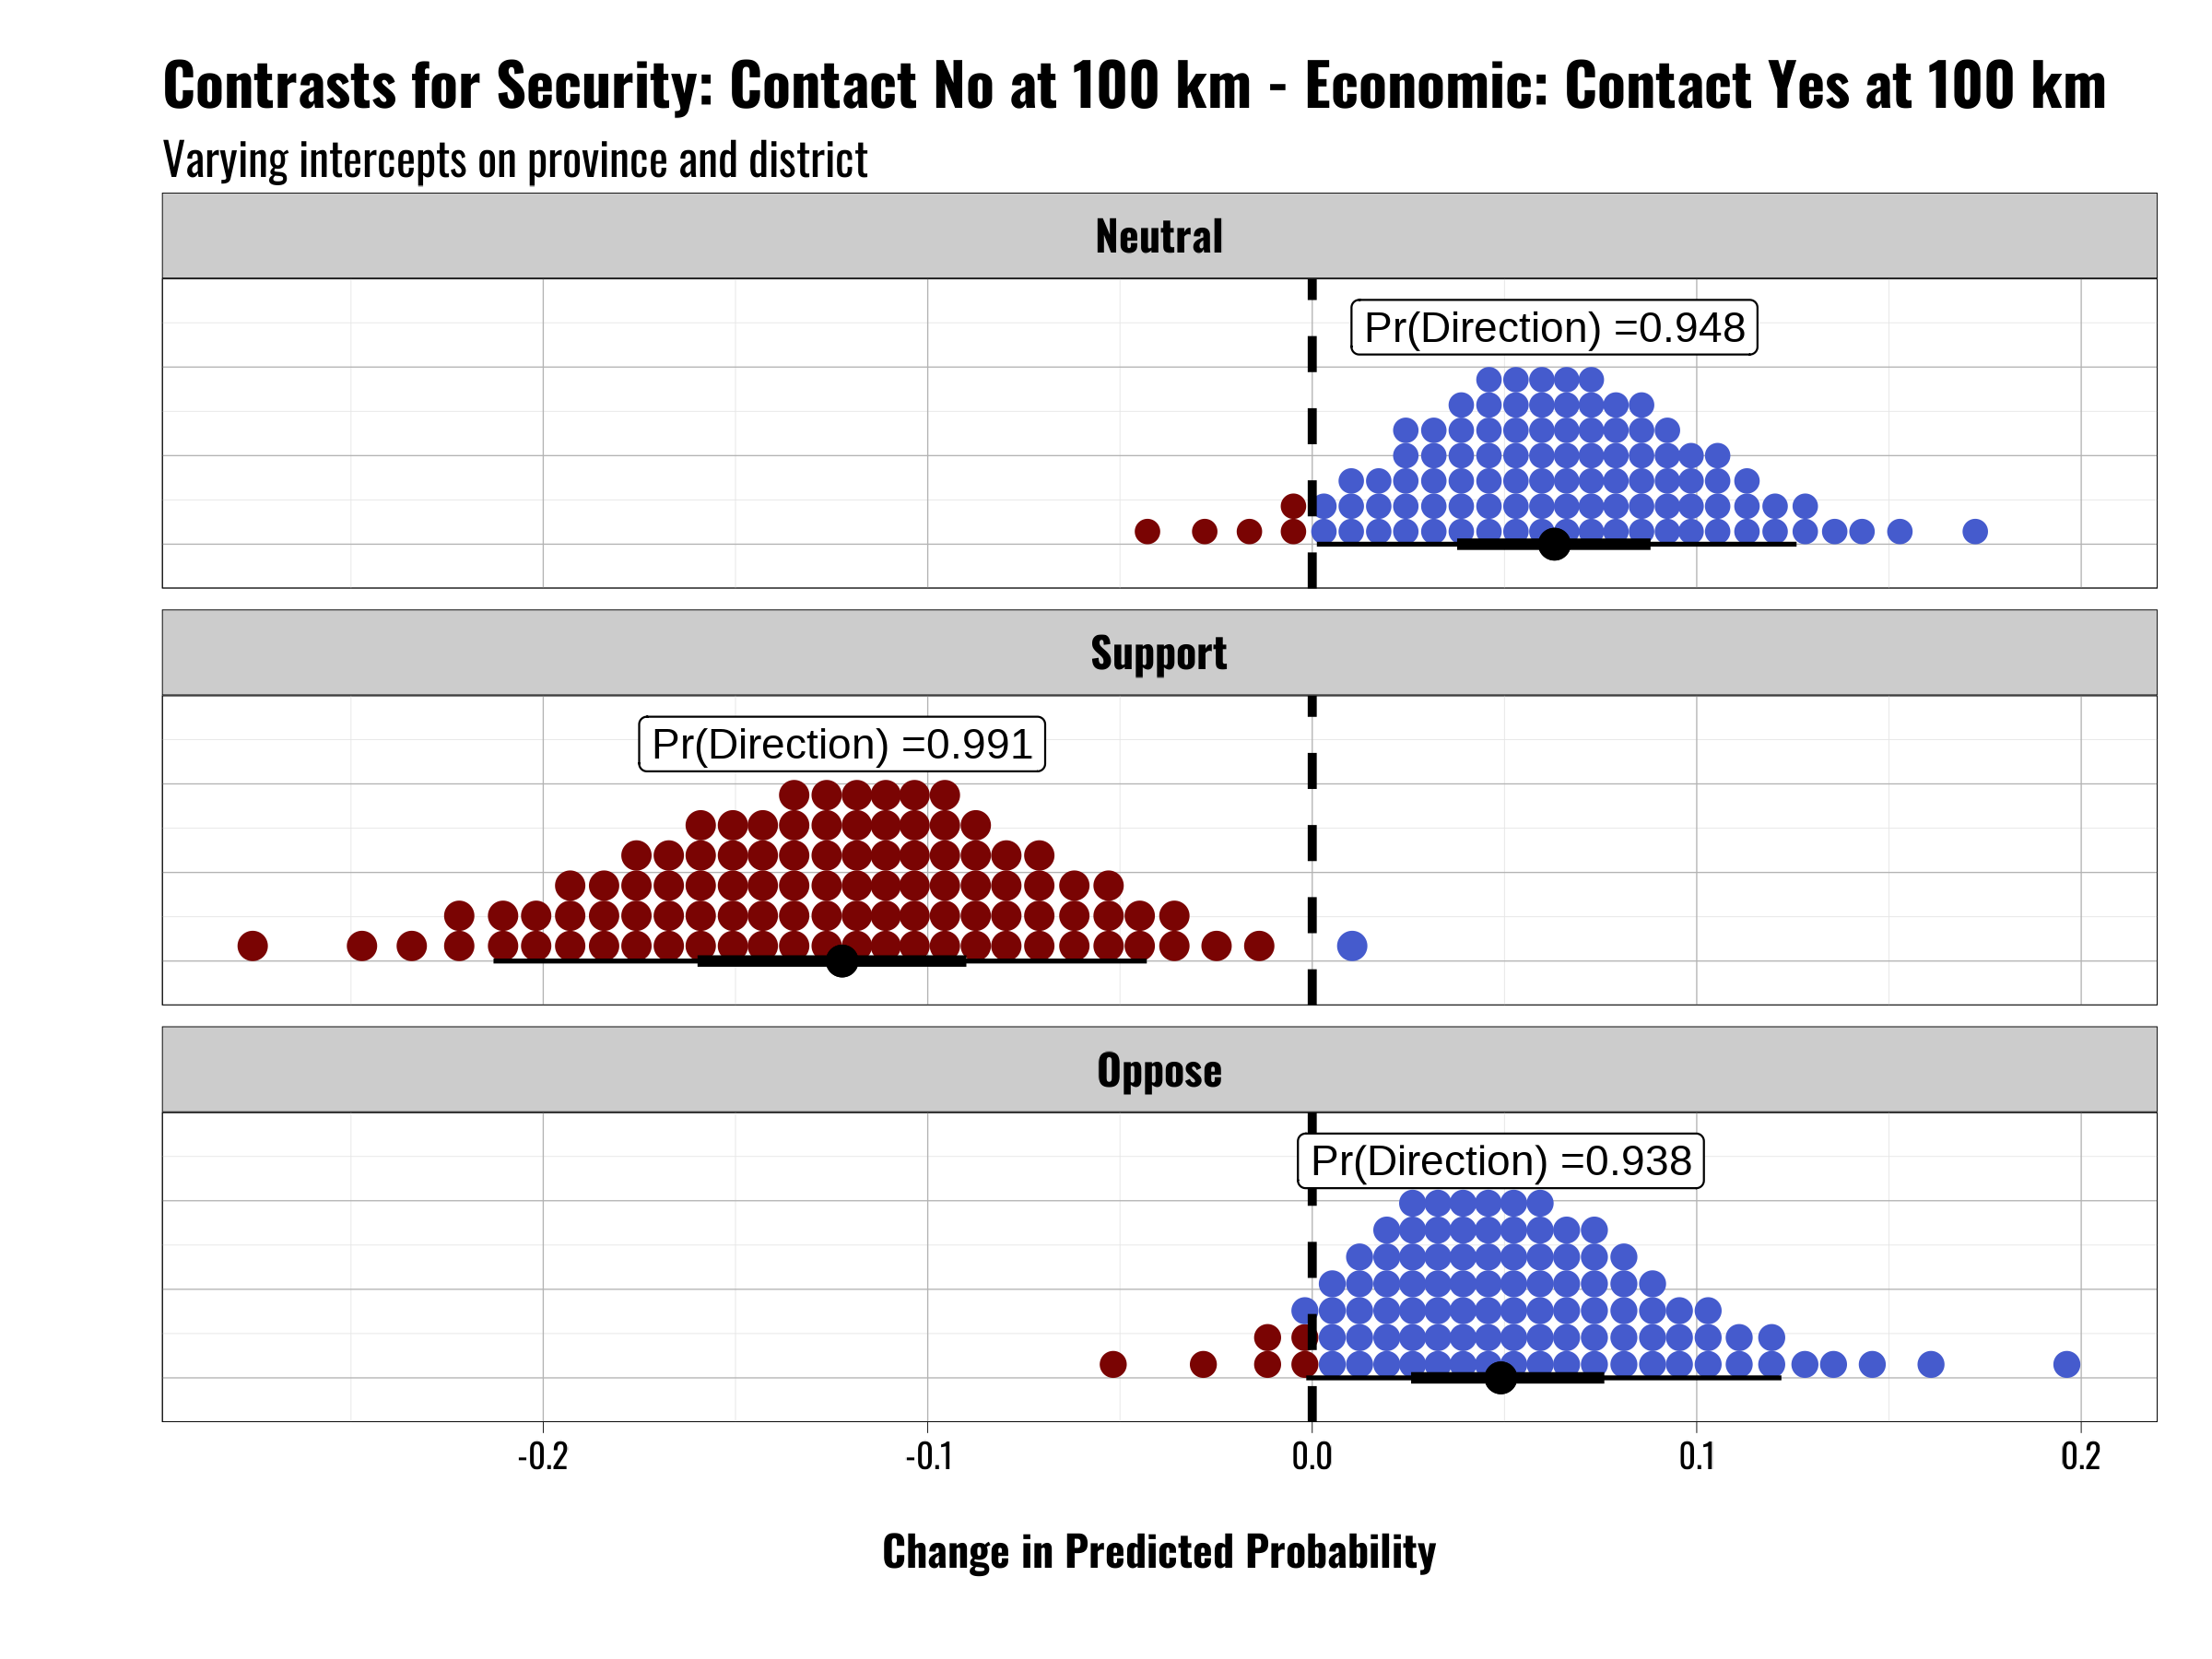 Contrasts for Security: Contact No at 100 km - Economic: Contact Yes at 100 km
Varying intercepts on province and district
Neutral
Pr(Direction) =0.948
Support
Pr(Direction) =0.991
Oppose
Pr(Direction) =0.938
-0.2 -0.1 0.0 0.1 0.2
Change in Predicted Probability